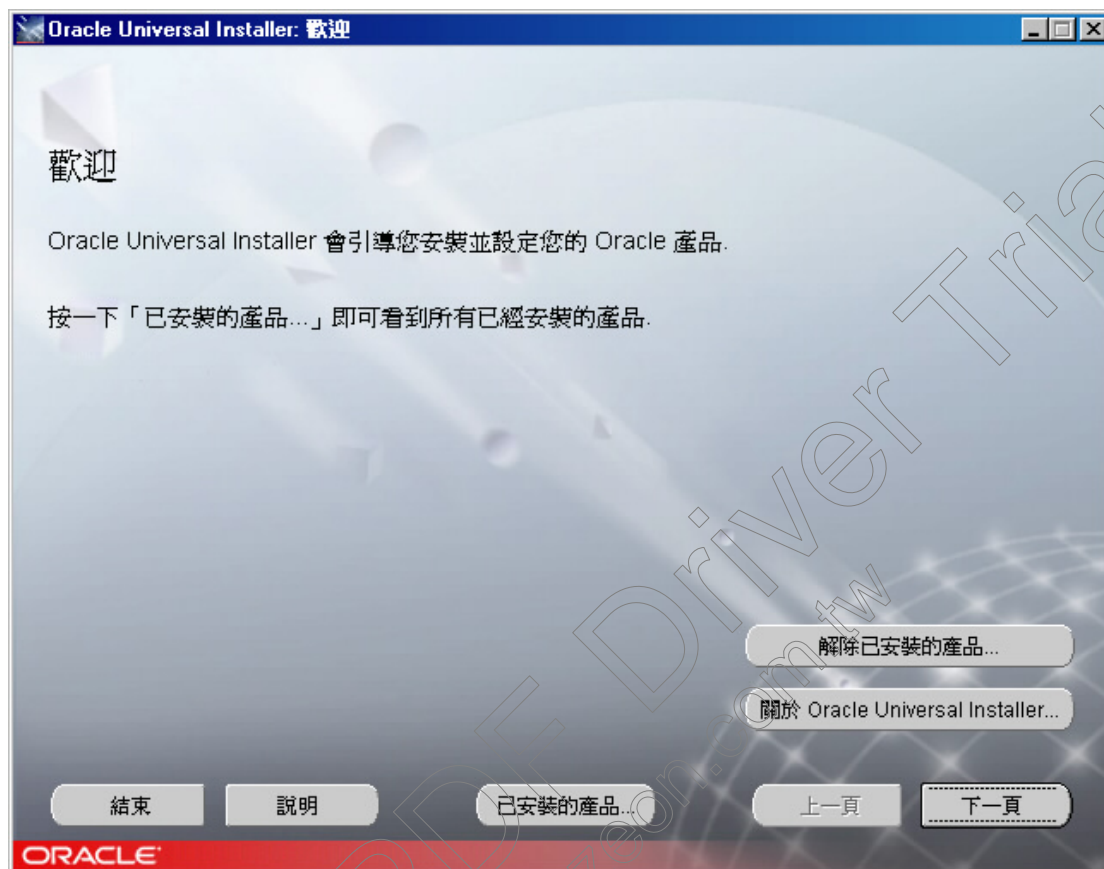 Oracle Universal Installer: 歡迎
歡迎
Oracle Universal Installer 會引導您安裝並設定您的 Oracle 產品.
按一下「已安裝的產品...」即可看到所有已經安裝的產品.
解除已安裝的產品...
關於 Oracle Universal Installer...
結束
說明
已安裝的產品...
上一頁
下一頁
ORACLE
PDF Driver Trial
eon.com.tw